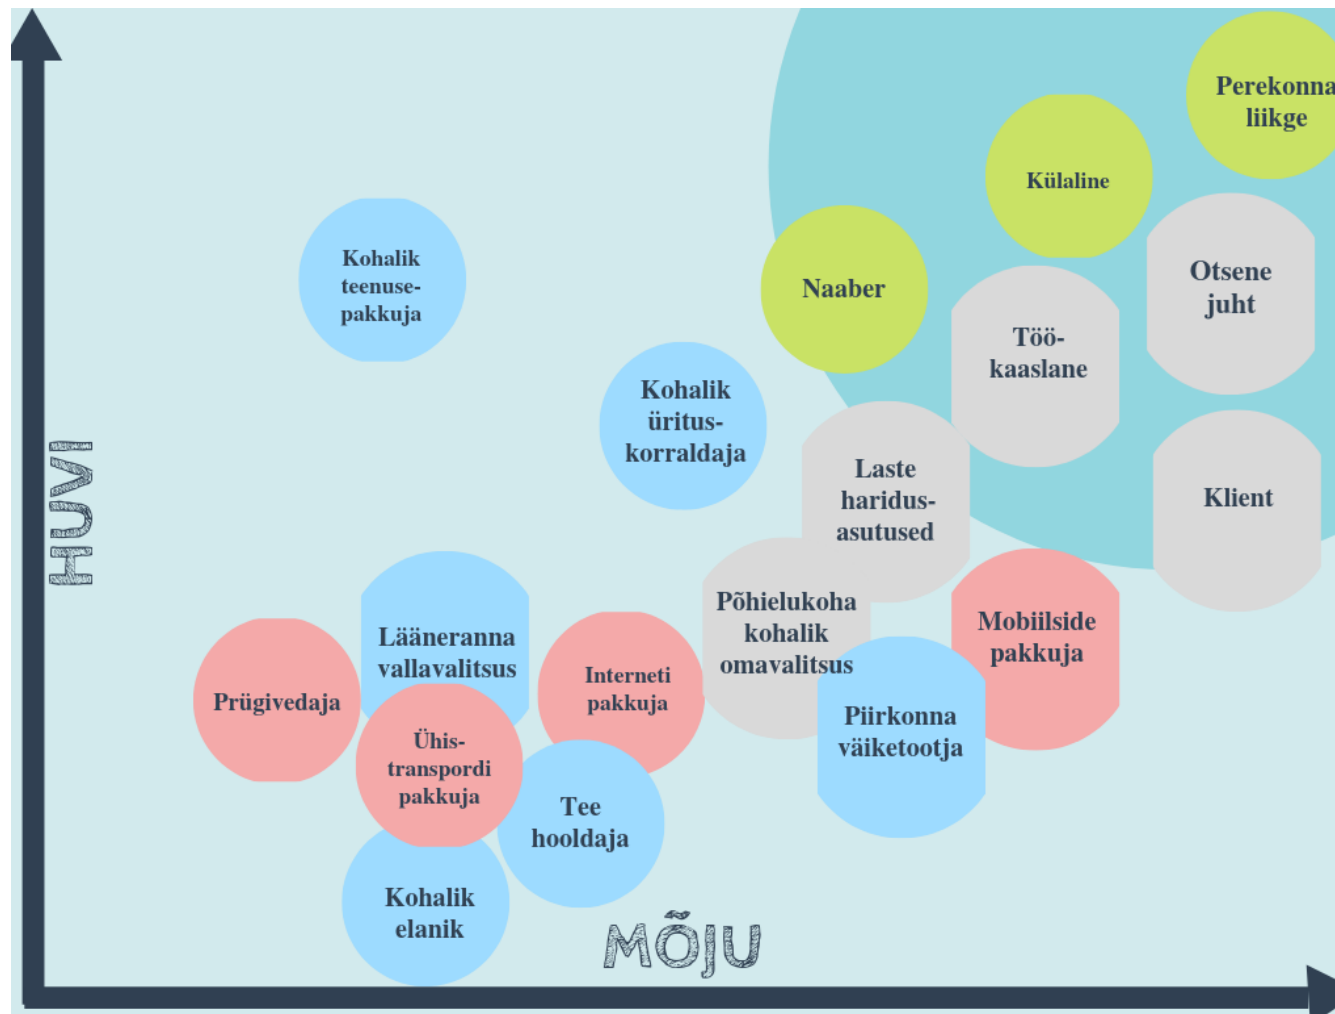 Perekonna
liikge
Külaline
Otsene
juht
Naaber
Kohalik
teenuse-
pakkuja
Töö-
kaaslane
Kohalik
üritus-
korraldaja
Laste
haridus-
asutused
Klient
HUVI
Põhielukoha
kohalik
omavalitsus
Mobiilside
pakkuja
Lääneranna
vallavalitsus
Interneti
pakkuja
Prügivedaja
Piirkonna
väiketootja
Ühis-
transpordi
pakkuja
Tee
hooldaja
Kohalik
elanik
MÕJU